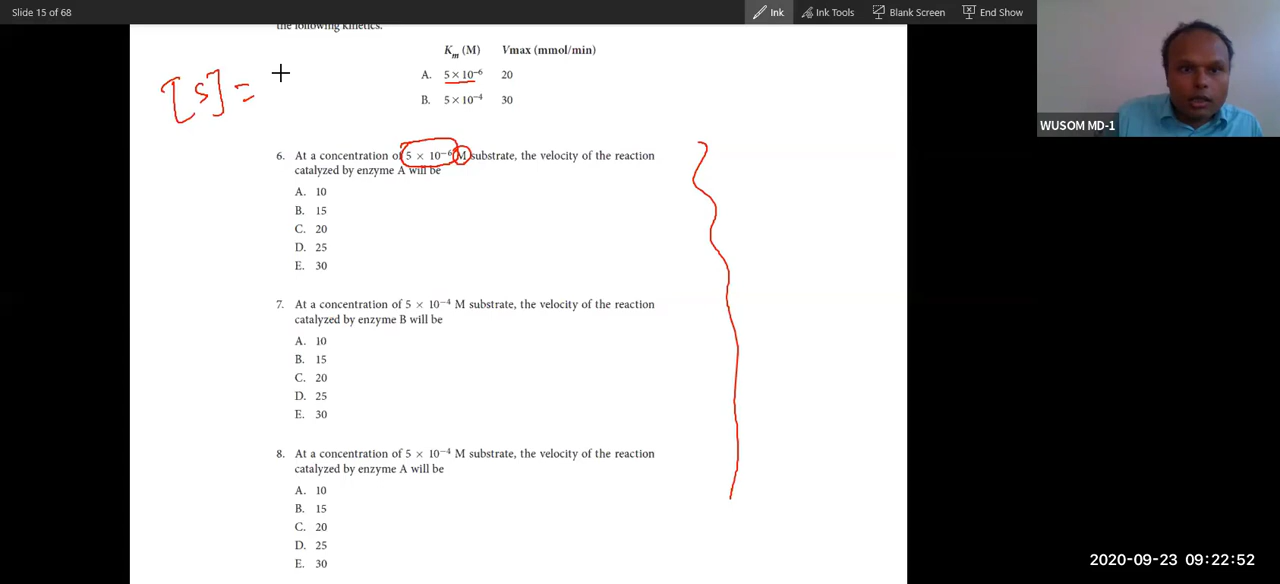 Slide 15 of 68
Ink Ink Tools Blank Screen End Show
the following kinetics.
Km (M) Vmax (mmol/min)
A. 5 × 10⁻⁶ 20
B. 5 × 10⁻⁴ 30
[S] =
6. At a concentration of 5 × 10⁻⁶ M substrate, the velocity of the reaction
catalyzed by enzyme A will be
A. 10
B. 15
C. 20
D. 25
E. 30
7. At a concentration of 5 × 10⁻⁴ M substrate, the velocity of the reaction
catalyzed by enzyme B will be
A. 10
B. 15
C. 20
D. 25
E. 30
8. At a concentration of 5 × 10⁻⁴ M substrate, the velocity of the reaction
catalyzed by enzyme A will be
A. 10
B. 15
C. 20
D. 25
E. 30
WUSOM MD-1
2020-09-23 09:22:52